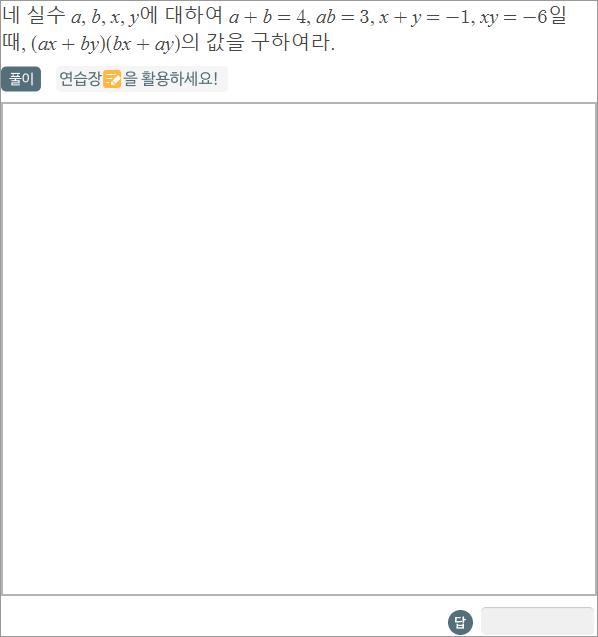 네 실수 a, b, x, y에 대하여 a + b = 4, ab = 3, x + y = −1, xy = −6일
때, (ax + by)(bx + ay)의 값을 구하여라.
풀이 연습장을 활용하세요!
답